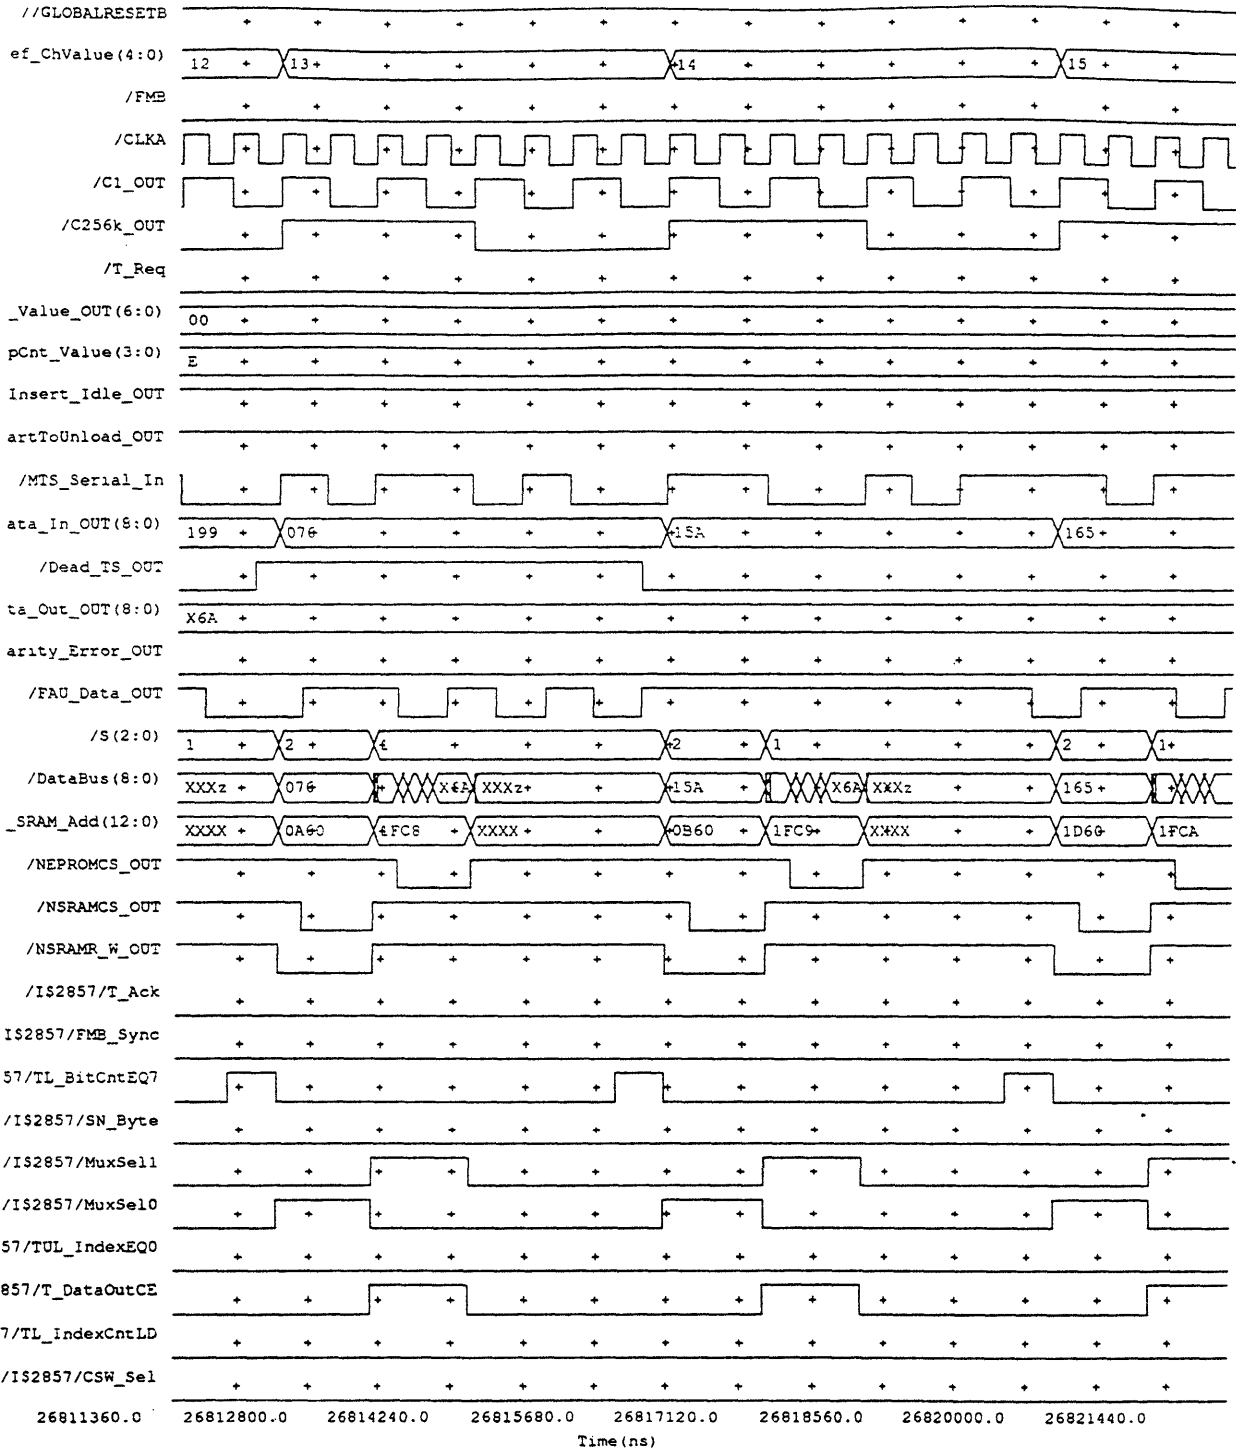 //GLOBALRESETB
ef_ChValue(4:0) 12 13 14 15
/FMB
/CLKA
/C1_OUT
/C256k_OUT
/T_Req
_Value_OUT(6:0) 00
pCnt_Value(3:0) E
Insert_Idle_OUT
artToUnload_OUT
/MTS_Serial_In
ata_In_OUT(8:0) 199 076 15A 165
/Dead_TS_OUT
ta_Out_OUT(8:0) X6A
arity_Error_OUT
/FAU_Data_OUT
/S(2:0) 1 2 1 2 1 2 1
/DataBus(8:0) XXXz 076 X6A XXXz 15A X6A XXXz 165
_SRAM_Add(12:0) XXXX 0A60 1FC8 XXXX 0B60 1FC9 XXXX 1D60 1FCA
/NEPROMCS_OUT
/NSRAMCS_OUT
/NSRAMR_W_OUT
/I$2857/T_Ack
I$2857/FMB_Sync
57/TL_BitCntEQ7
/I$2857/SN_Byte
/I$2857/MuxSel1
/I$2857/MuxSel0
57/TUL_IndexEQ0
857/T_DataOutCE
7/TL_IndexCntLD
/I$2857/CSW_Sel
26811360.0 26812800.0 26814240.0 26815680.0 26817120.0 26818560.0 26820000.0 26821440.0
Time(ns)